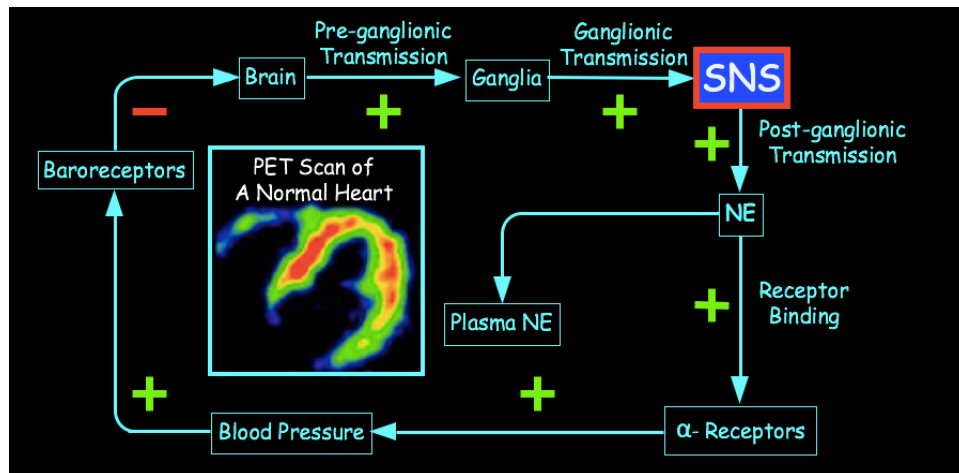 Pre-ganglionic
Transmission
Ganglionic
Transmission
Brain
Ganglia
SNS
−
+
+
+
Post-ganglionic
Transmission
Baroreceptors
PET Scan of
A Normal Heart
NE
Plasma NE
+
Receptor
Binding
+
+
Blood Pressure
α- Receptors